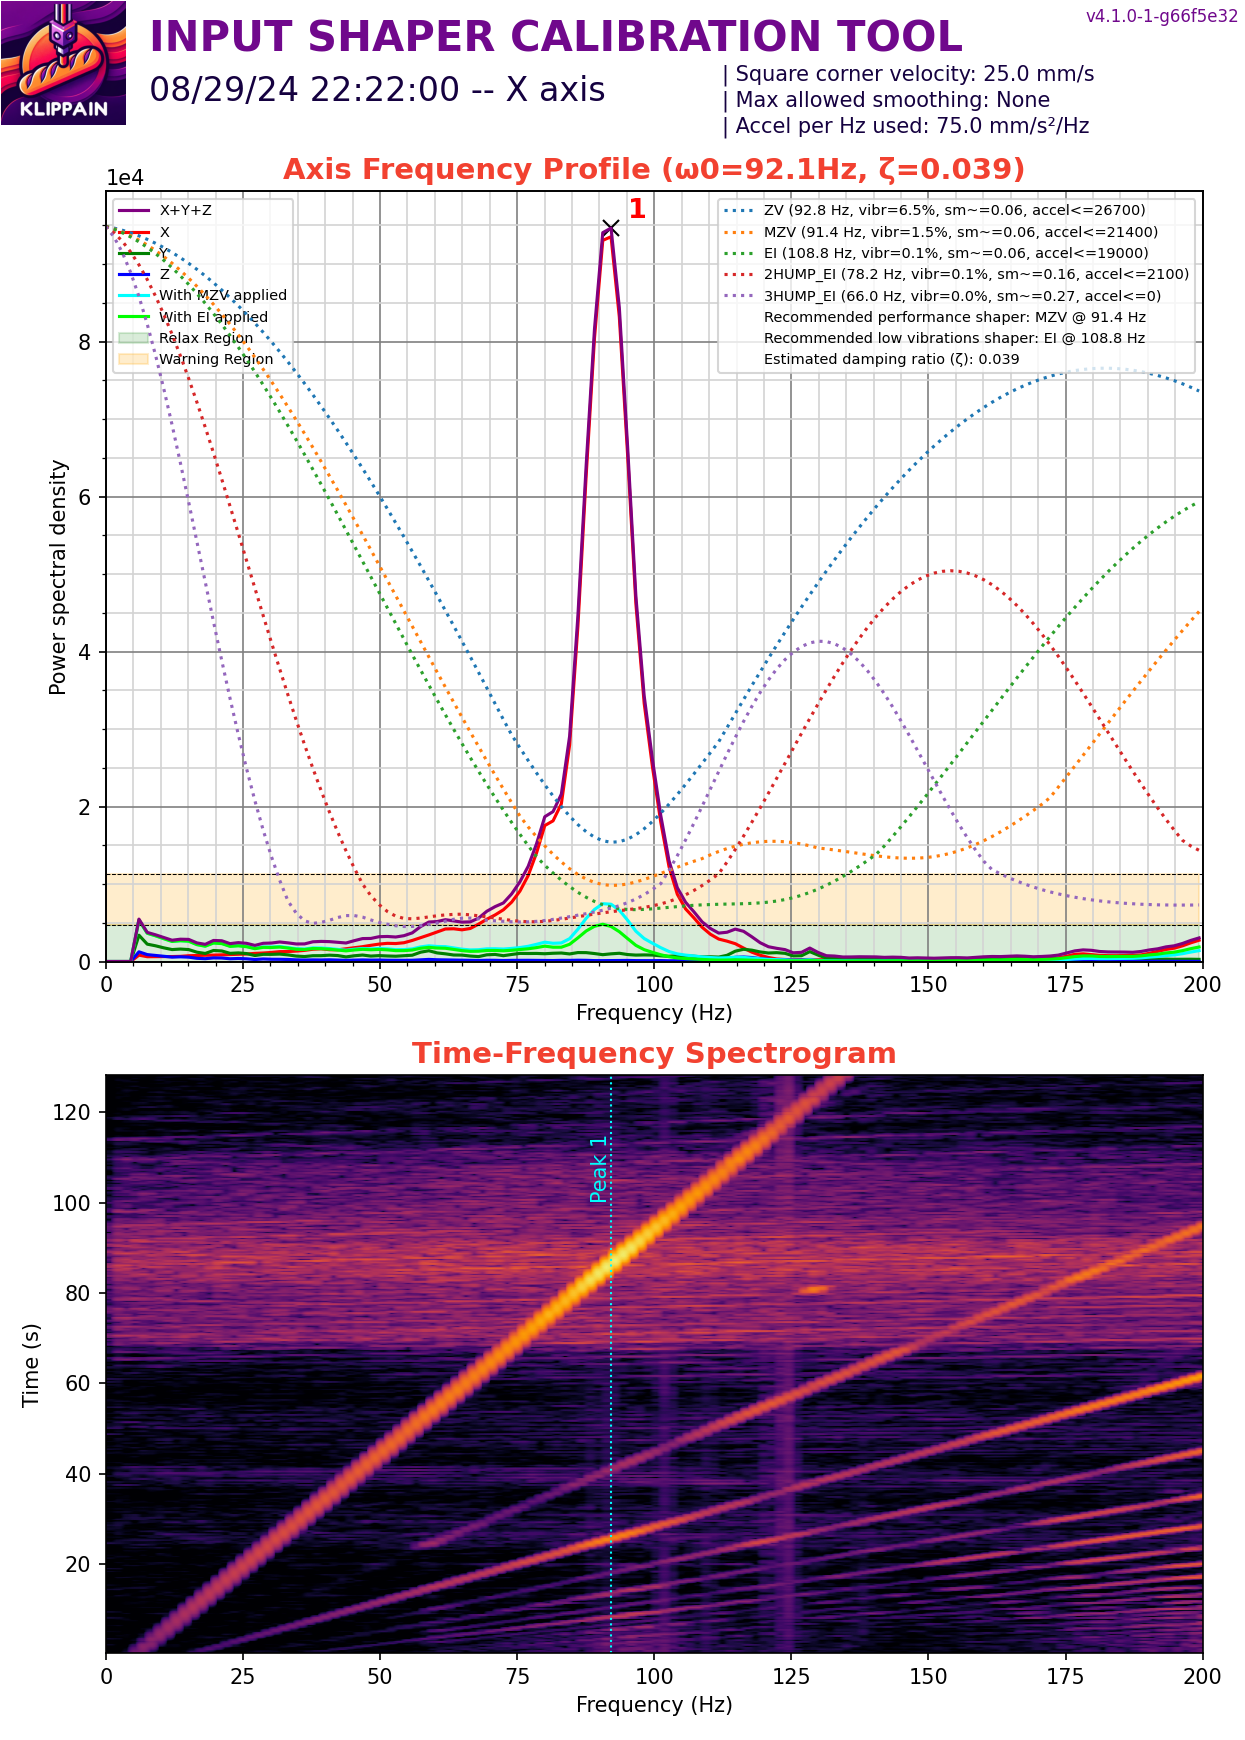 v4.1.0-1-g66f5e32
INPUT SHAPER CALIBRATION TOOL
08/29/24 22:22:00 -- X axis
| Square corner velocity: 25.0 mm/s
| Max allowed smoothing: None
| Accel per Hz used: 75.0 mm/s²/Hz
KLIPPAIN
Axis Frequency Profile (ω0=92.1Hz, ζ=0.039)
1e4
1
X+Y+Z
X
Y
Z
With MZV applied
With EI applied
Relax Region
Warning Region
ZV (92.8 Hz, vibr=6.5%, sm~=0.06, accel<=26700)
MZV (91.4 Hz, vibr=1.5%, sm~=0.06, accel<=21400)
EI (108.8 Hz, vibr=0.1%, sm~=0.06, accel<=19000)
2HUMP_EI (78.2 Hz, vibr=0.1%, sm~=0.16, accel<=2100)
3HUMP_EI (66.0 Hz, vibr=0.0%, sm~=0.27, accel<=0)
Recommended performance shaper: MZV @ 91.4 Hz
Recommended low vibrations shaper: EI @ 108.8 Hz
Estimated damping ratio (ζ): 0.039
Power spectral density
8
6
4
2
0
0 25 50 75 100 125 150 175 200
Frequency (Hz)
Time-Frequency Spectrogram
Time (s)
120
100
80
60
40
20
Peak 1
0 25 50 75 100 125 150 175 200
Frequency (Hz)